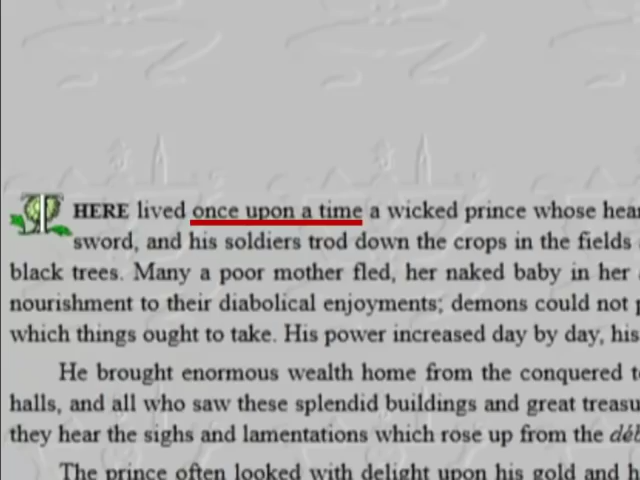 THERE lived once upon a time a wicked prince whose
sword, and his soldiers trod down the crops in the fields
black trees. Many a poor mother fled, her naked baby in her
nourishment to their diabolical enjoyments; demons could not
which things ought to take. His power increased day by day, his
He brought enormous wealth home from the conquered
halls, and all who saw these splendid buildings and great
they hear the sighs and lamentations which rose up from the
The prince often looked with delight upon his gold and